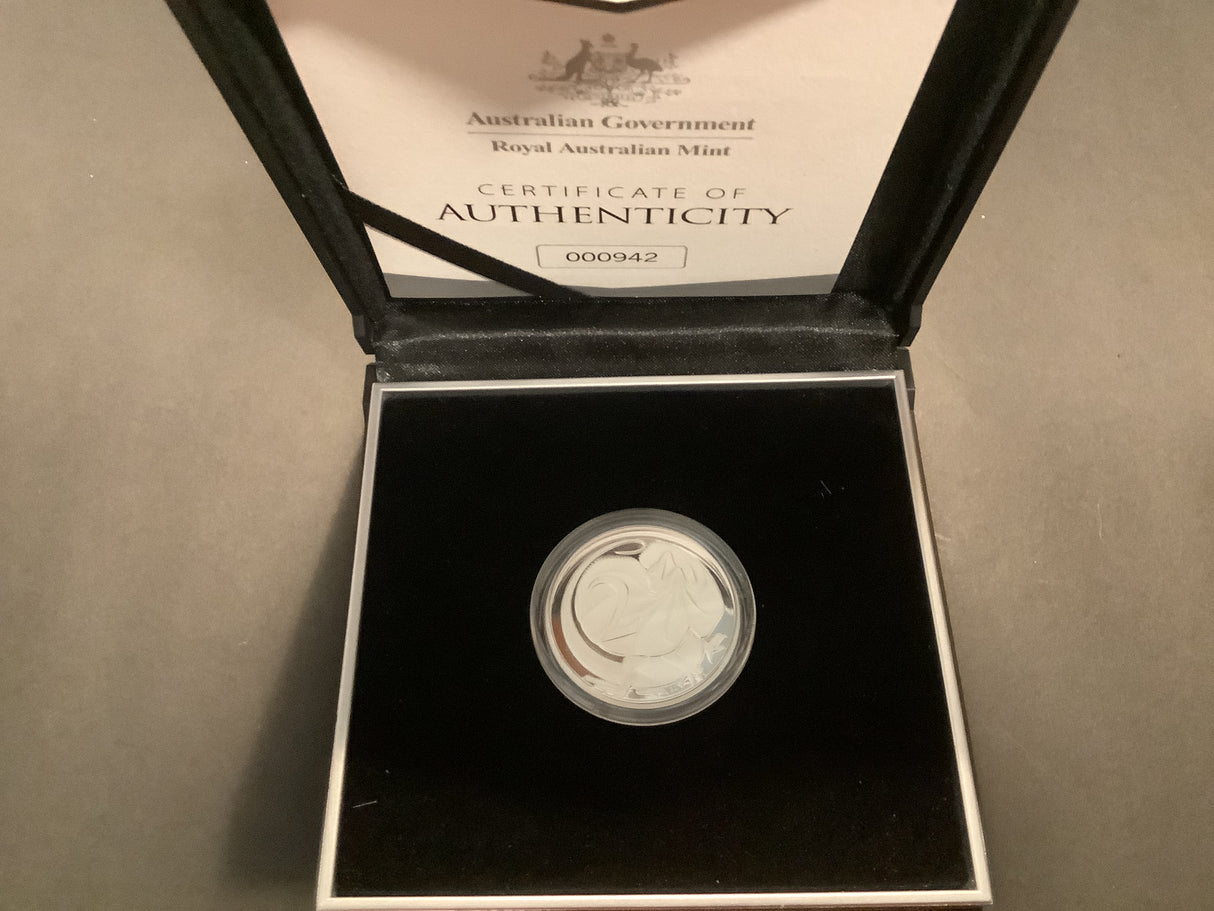 Australian Government
Royal Australian Mint
CERTIFICATE OF
AUTHENTICITY
000942
2